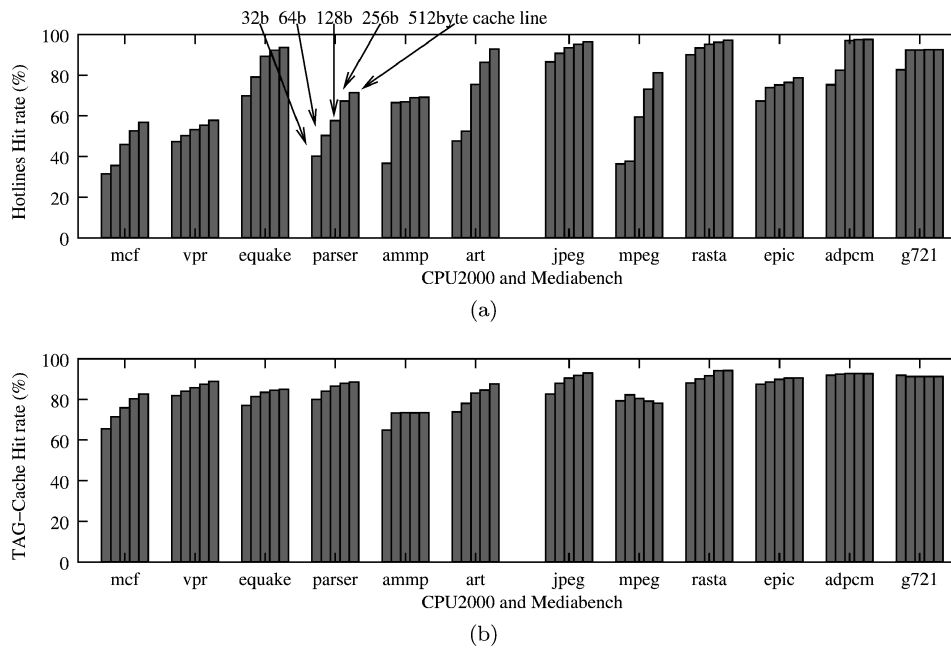 32b 64b 128b 256b 512byte cache line
100
80
60
40
20
0
Hotlines Hit rate (%)
mcf vpr equake parser ammp art jpeg mpeg rasta epic adpcm g721
CPU2000 and Mediabench
(a)
100
80
60
40
20
0
TAG−Cache Hit rate (%)
mcf vpr equake parser ammp art jpeg mpeg rasta epic adpcm g721
CPU2000 and Mediabench
(b)